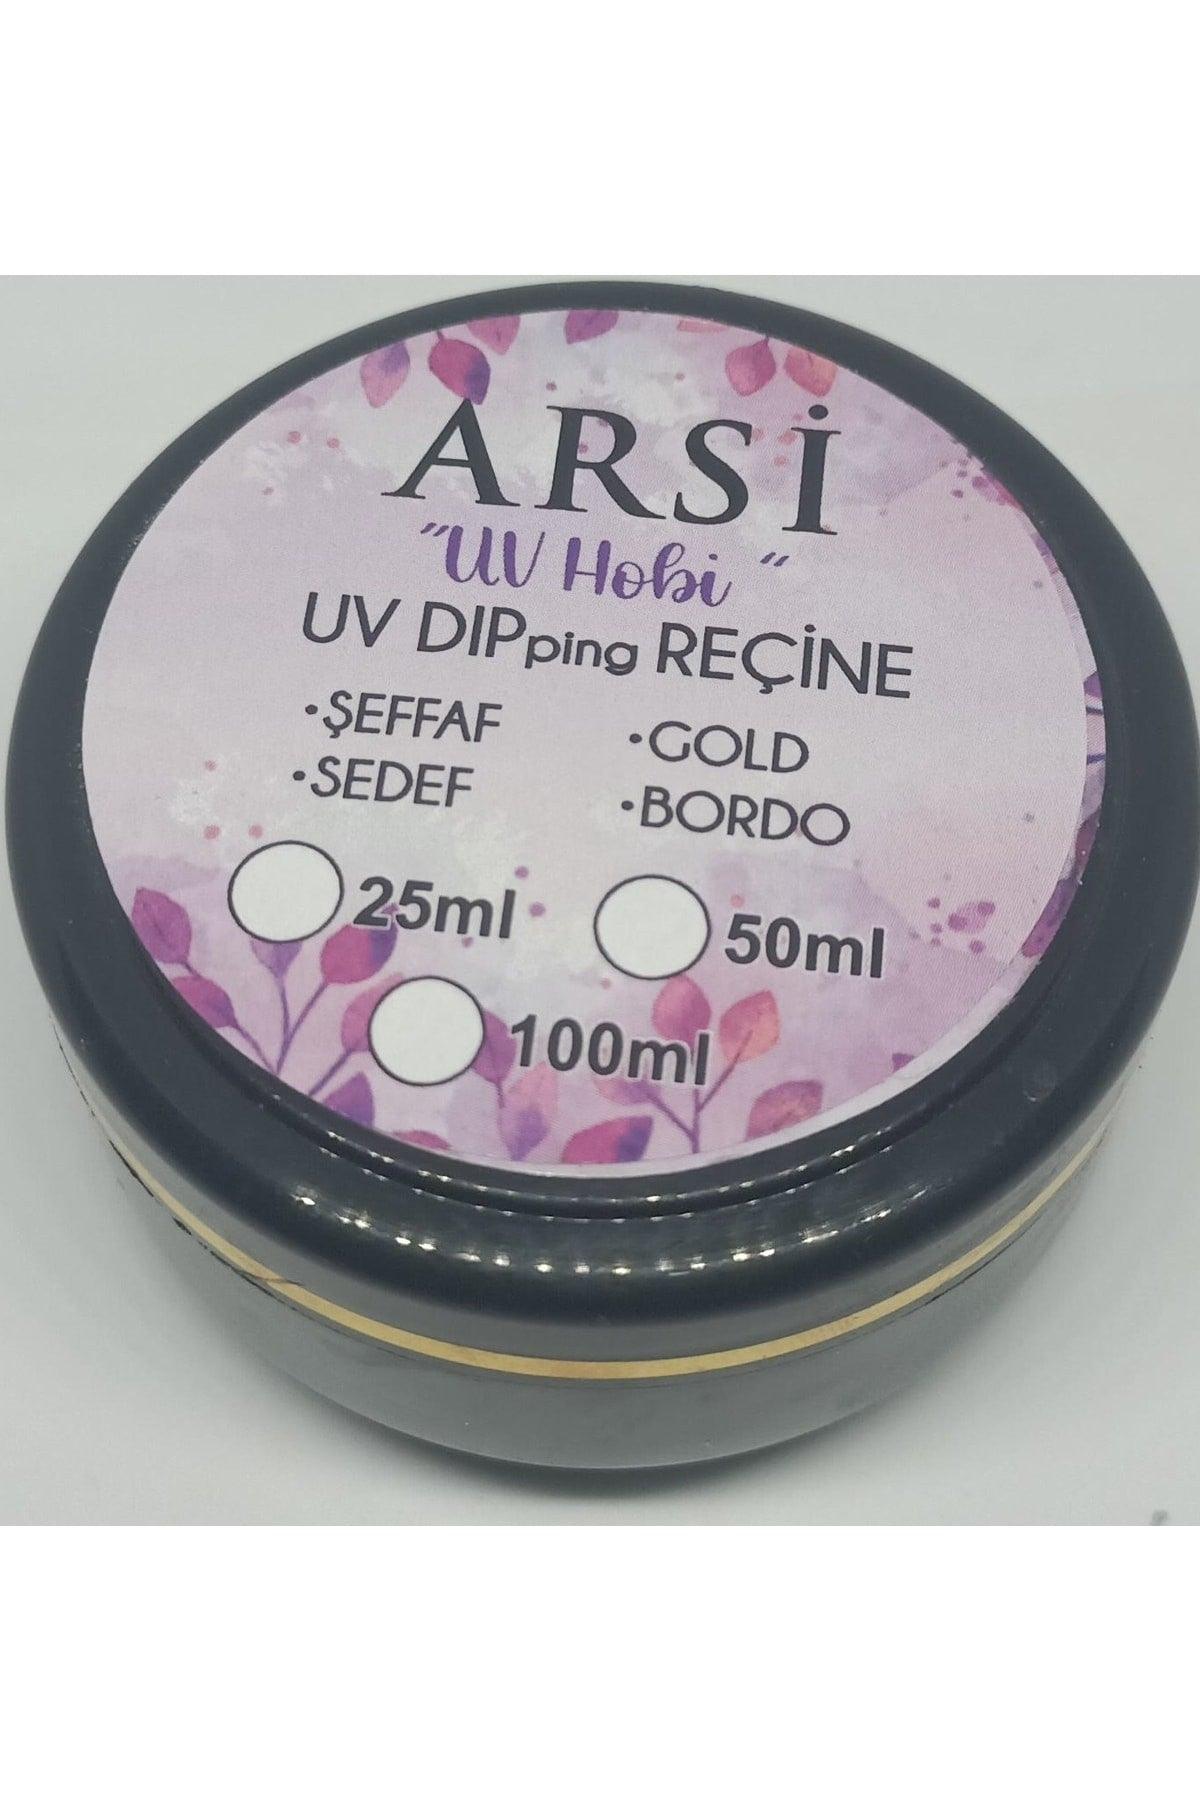 ARSİ
"UV Hobi "
UV DIPping REÇİNE
•ŞEFFAF •GOLD
•SEDEF •BORDO
25ml 50ml
100ml